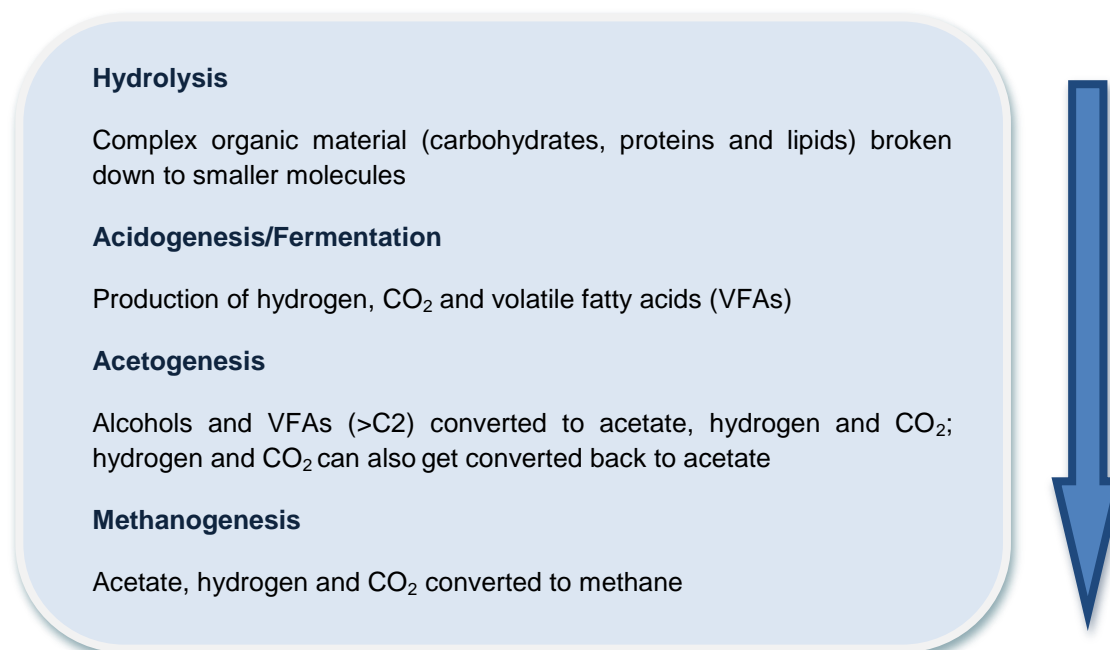 Hydrolysis
Complex organic material (carbohydrates, proteins and lipids) broken
down to smaller molecules
Acidogenesis/Fermentation
Production of hydrogen, CO₂ and volatile fatty acids (VFAs)
Acetogenesis
Alcohols and VFAs (>C2) converted to acetate, hydrogen and CO₂;
hydrogen and CO₂ can also get converted back to acetate
Methanogenesis
Acetate, hydrogen and CO₂ converted to methane